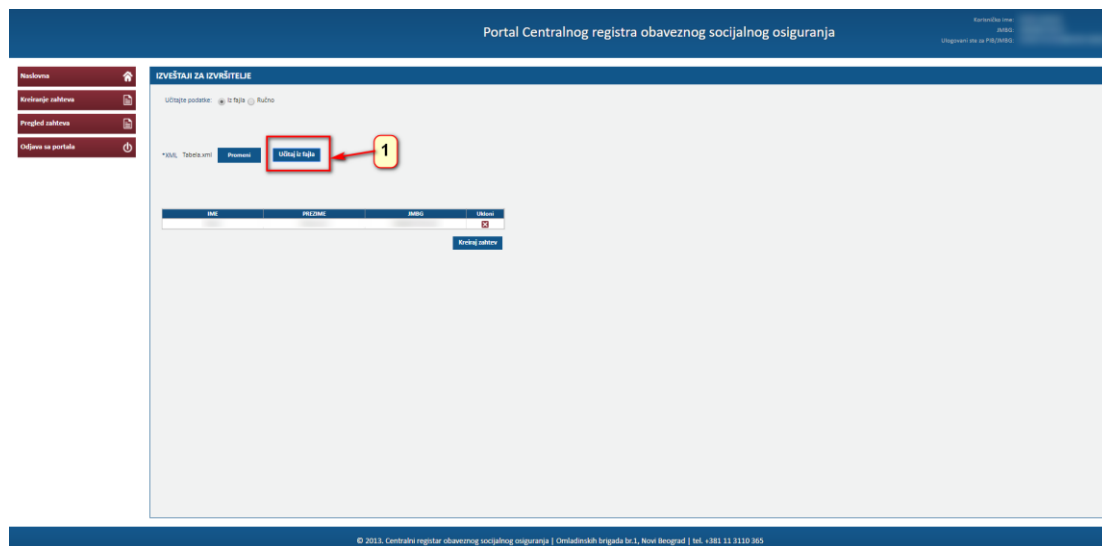 Portal Centralnog registra obaveznog socijalnog osiguranja
Korisničko ime:
JMBG:
Ulogovani ste za PIB/JMBG:
Naslovna
Kreiranje zahteva
Pregled zahteva
Odjava sa portala
IZVEŠTAJI ZA IZVRŠITELJE
Učitajte podatke: Iz fajla Ručno
*XML Tabela.xml Promeni Učitaj iz fajla 1
IME PREZIME JMBG Ukloni
Kreiraj zahtev
© 2013. Centralni registar obaveznog socijalnog osiguranja | Omladinskih brigada br.1, Novi Beograd | tel. +381 11 3110 365